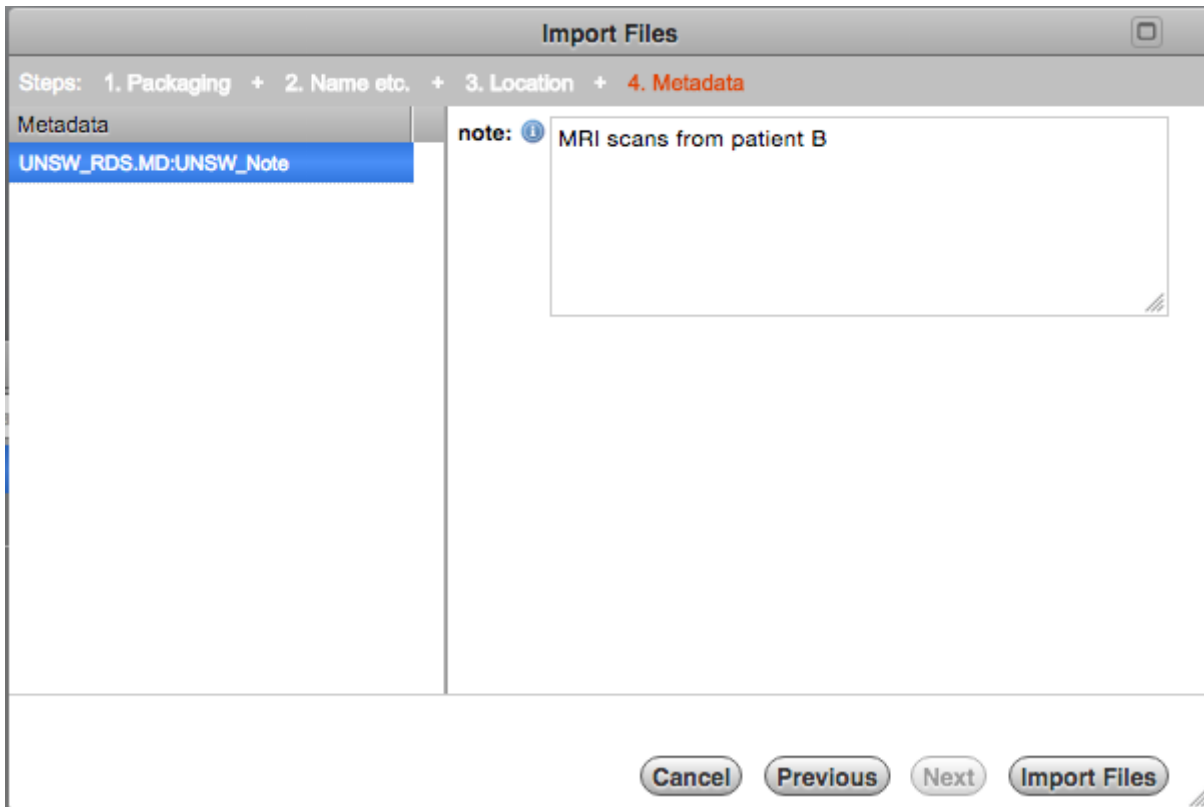 Import Files
Steps: 1. Packaging + 2. Name etc. + 3. Location + 4. Metadata
Metadata
UNSW_RDS.MD:UNSW_Note
note:
MRI scans from patient B
Cancel
Previous
Next
Import Files